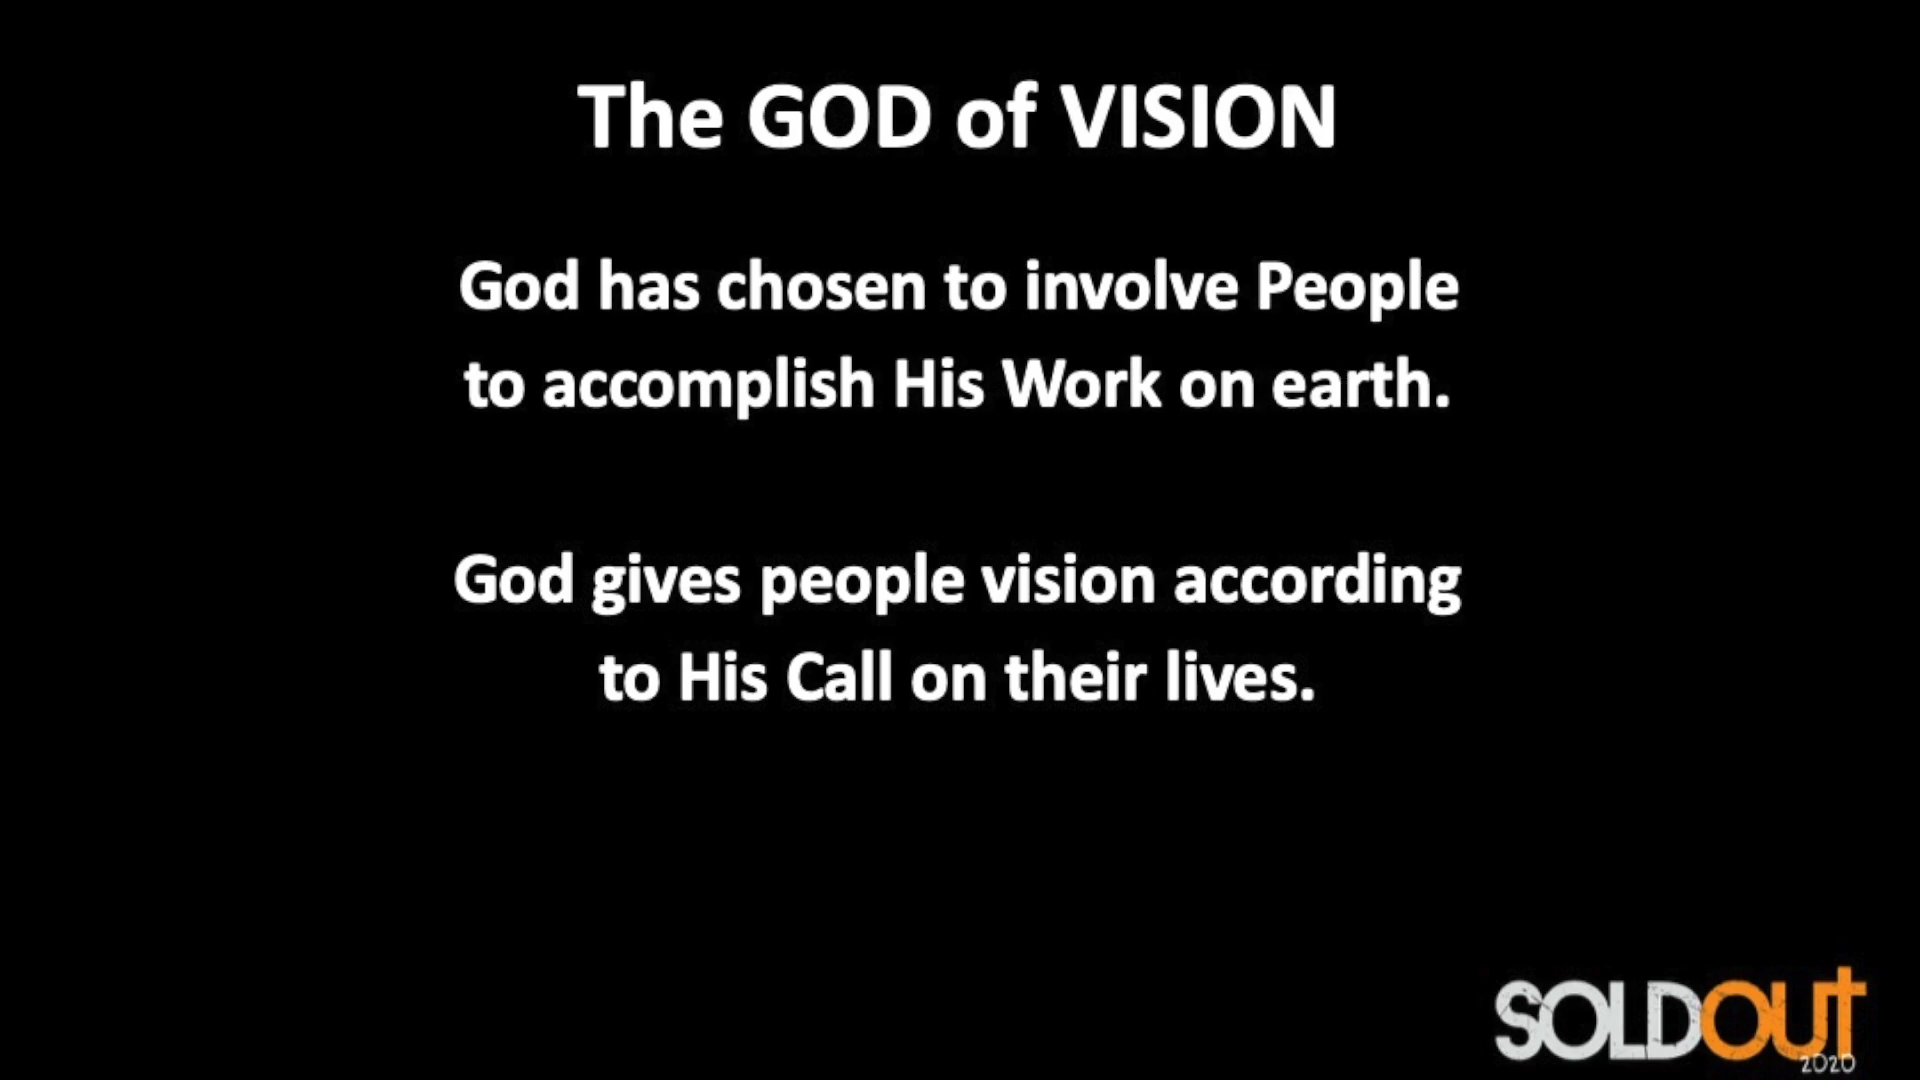 The GOD of VISION
God has chosen to involve People
to accomplish His Work on earth.
God gives people vision according
to His Call on their lives.
SOLDOUT
2020